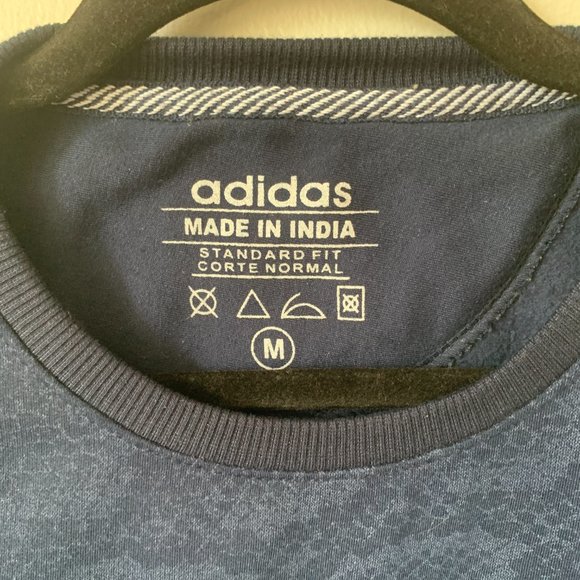 adidas
MADE IN INDIA
STANDARD FIT
CORTE NORMAL
M